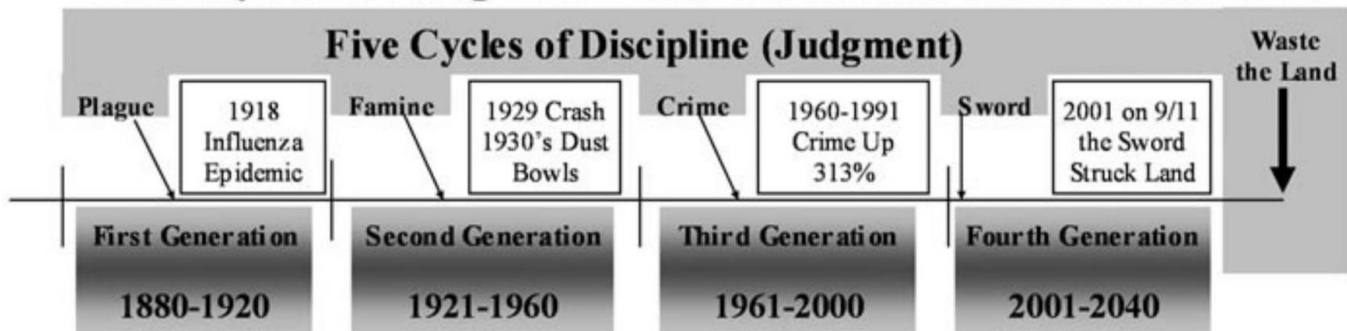 Five Cycles of Discipline (Judgment)
Waste
the Land
Plague
1918
Influenza
Epidemic
Famine
1929 Crash
1930's Dust
Bowls
Crime
1960-1991
Crime Up
313%
Sword
2001 on 9/11
the Sword
Struck Land
First Generation
1880-1920
Second Generation
1921-1960
Third Generation
1961-2000
Fourth Generation
2001-2040